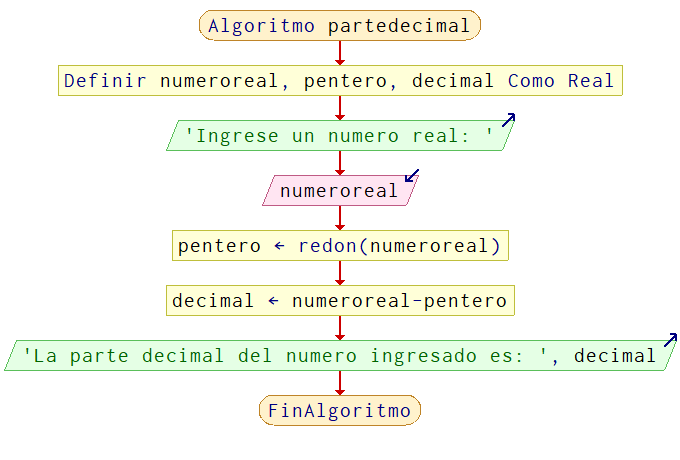 Algoritmo partedecimal
Definir numeroreal, pentero, decimal Como Real
'Ingrese un numero real: '
numeroreal
pentero ← redon(numeroreal)
decimal ← numeroreal-pentero
'La parte decimal del numero ingresado es: ', decimal
FinAlgoritmo